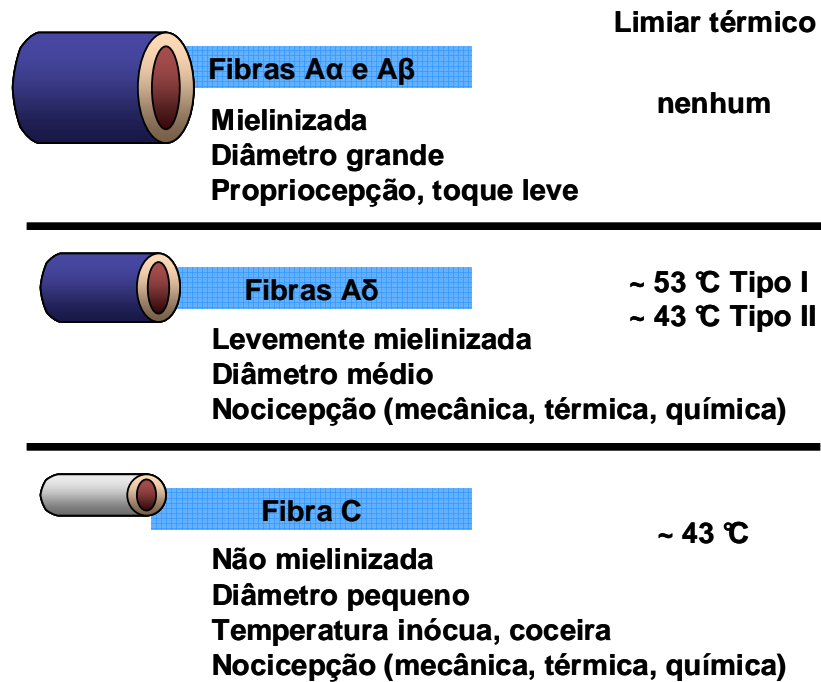 Limiar térmico
Fibras Aα e Aβ
nenhum
Mielinizada
Diâmetro grande
Propriocepção, toque leve
Fibras Aδ
~ 53 °C Tipo I
~ 43 °C Tipo II
Levemente mielinizada
Diâmetro médio
Nocicepção (mecânica, térmica, química)
Fibra C
~ 43 °C
Não mielinizada
Diâmetro pequeno
Temperatura inócua, coceira
Nocicepção (mecânica, térmica, química)